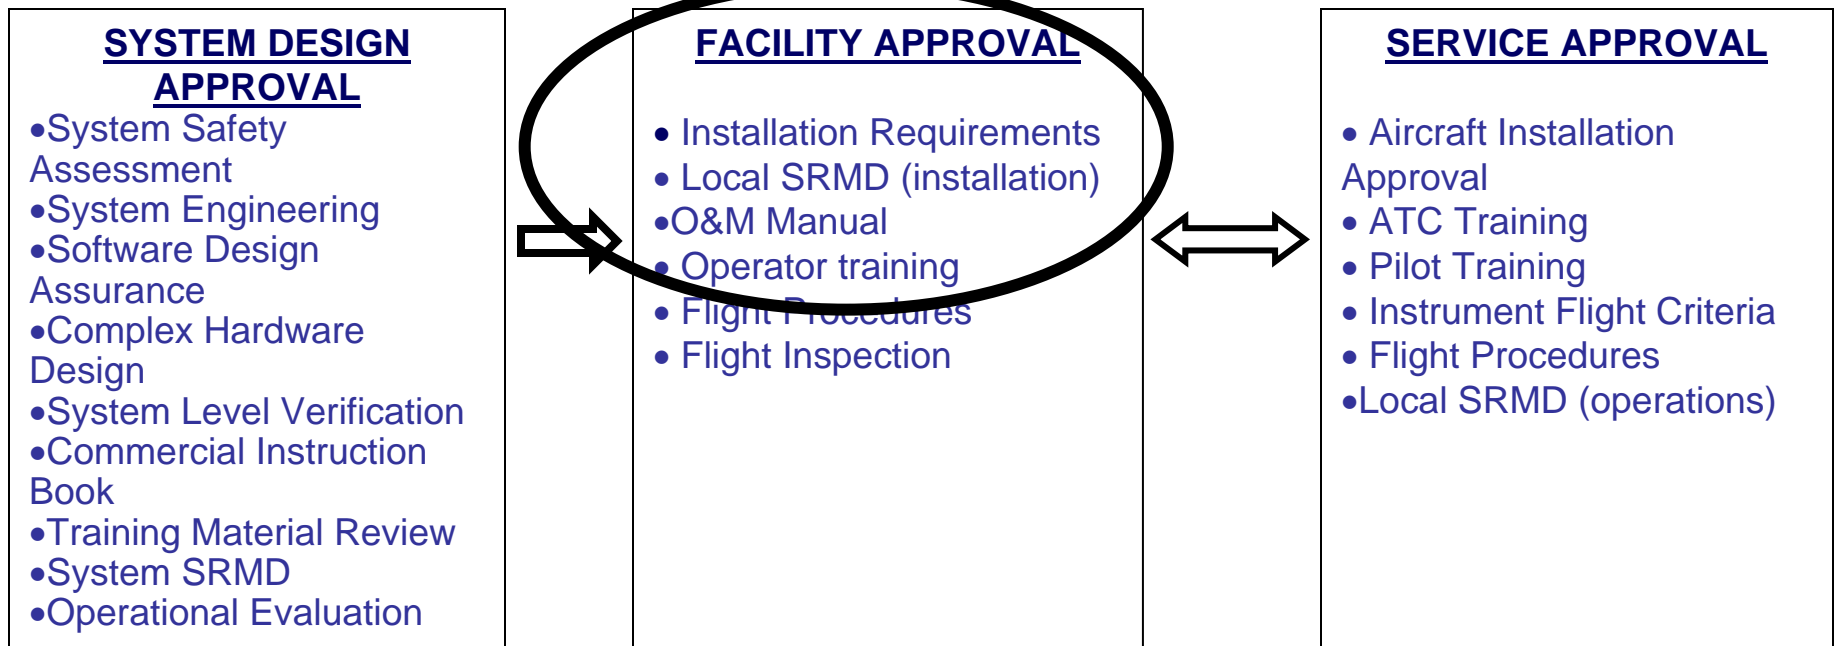 SYSTEM DESIGN
APPROVAL
•System Safety
Assessment
•System Engineering
•Software Design
Assurance
•Complex Hardware
Design
•System Level Verification
•Commercial Instruction
Book
•Training Material Review
•System SRMD
•Operational Evaluation
FACILITY APPROVAL
• Installation Requirements
• Local SRMD (installation)
•O&M Manual
• Operator training
• Flight Procedures
• Flight Inspection
SERVICE APPROVAL
• Aircraft Installation
Approval
• ATC Training
• Pilot Training
• Instrument Flight Criteria
• Flight Procedures
•Local SRMD (operations)